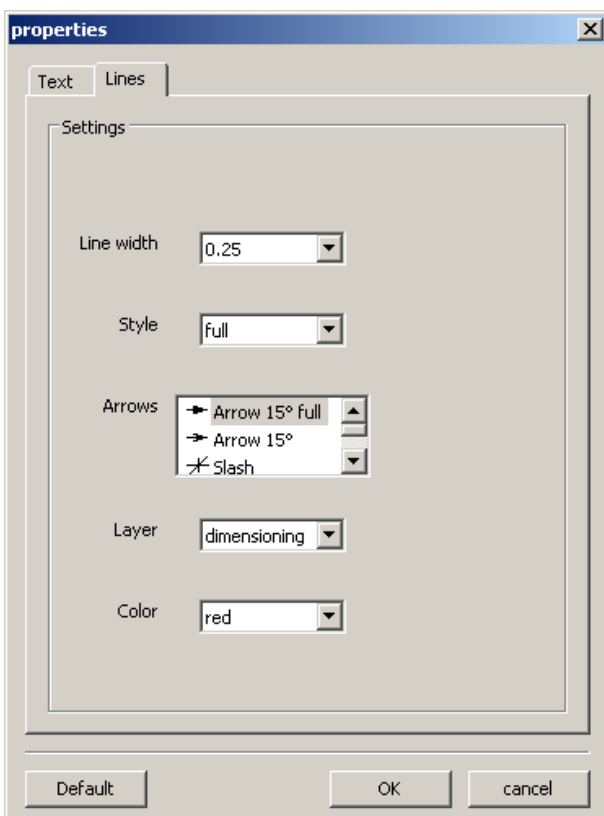 properties
Text Lines
Settings
Line width 0.25
Style full
Arrows Arrow 15° full
Arrow 15°
Slash
Layer dimensioning
Color red
Default OK cancel